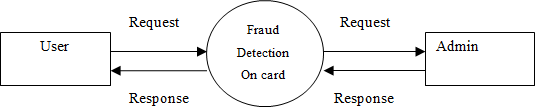 Request
Request
User
Fraud
Detection
On card
Admin
Response
Response